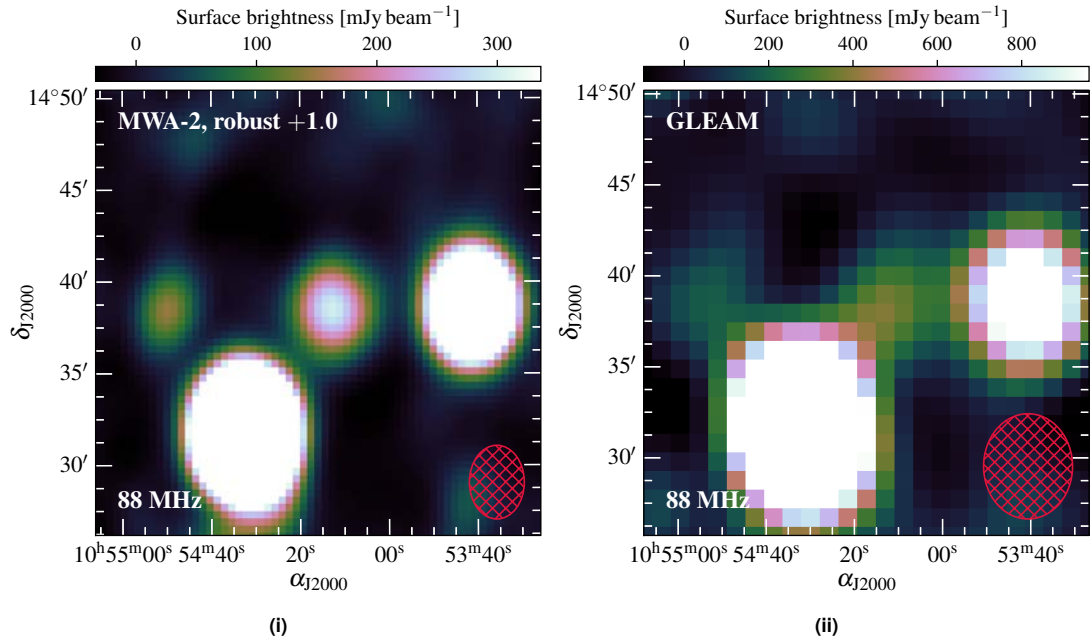 Surface brightness [mJy beam⁻¹]
0 100 200 300
14°50′
45′
40′
35′
30′
δJ2000
MWA-2, robust +1.0
88 MHz
10ʰ55ᵐ00ˢ 54ᵐ40ˢ 20ˢ 00ˢ 53ᵐ40ˢ
αJ2000
(i)
Surface brightness [mJy beam⁻¹]
0 200 400 600 800
14°50′
45′
40′
35′
30′
δJ2000
GLEAM
88 MHz
10ʰ55ᵐ00ˢ 54ᵐ40ˢ 20ˢ 00ˢ 53ᵐ40ˢ
αJ2000
(ii)